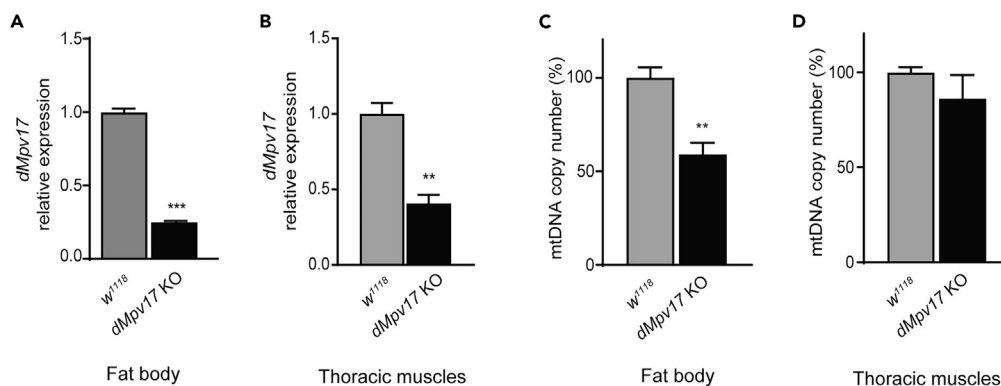 A
dMpv17
relative expression
1.5
1.0
0.5
0.0
***
w1118
dMpv17 KO
Fat body
B
dMpv17
relative expression
1.5
1.0
0.5
0.0
**
w1118
dMpv17 KO
Thoracic muscles
C
mtDNA copy number (%)
100
50
0
**
w1118
dMpv17 KO
Fat body
D
mtDNA copy number (%)
100
50
0
w1118
dMpv17 KO
Thoracic muscles